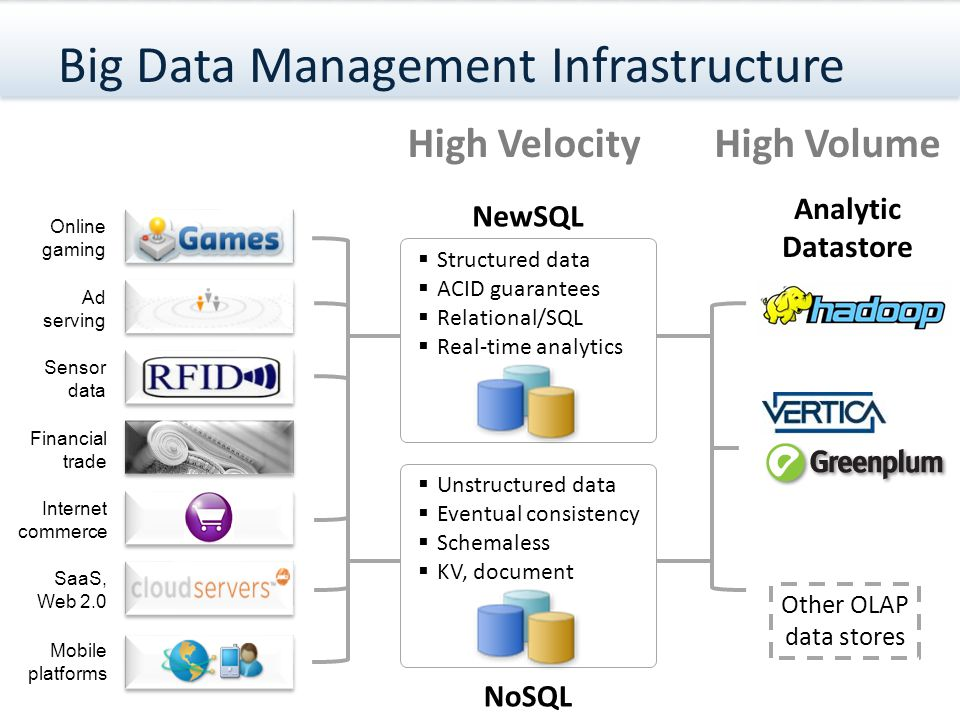 Big Data Management Infrastructure
High Velocity
High Volume
Online
gaming
Games
Ad
serving
Sensor
data
RFID
Financial
trade
Internet
commerce
SaaS,
Web 2.0
cloudservers™
Mobile
platforms
NewSQL
▪ Structured data
▪ ACID guarantees
▪ Relational/SQL
▪ Real-time analytics
▪ Unstructured data
▪ Eventual consistency
▪ Schemaless
▪ KV, document
NoSQL
Analytic
Datastore
hadoop
VERTICA
Greenplum
Other OLAP
data stores